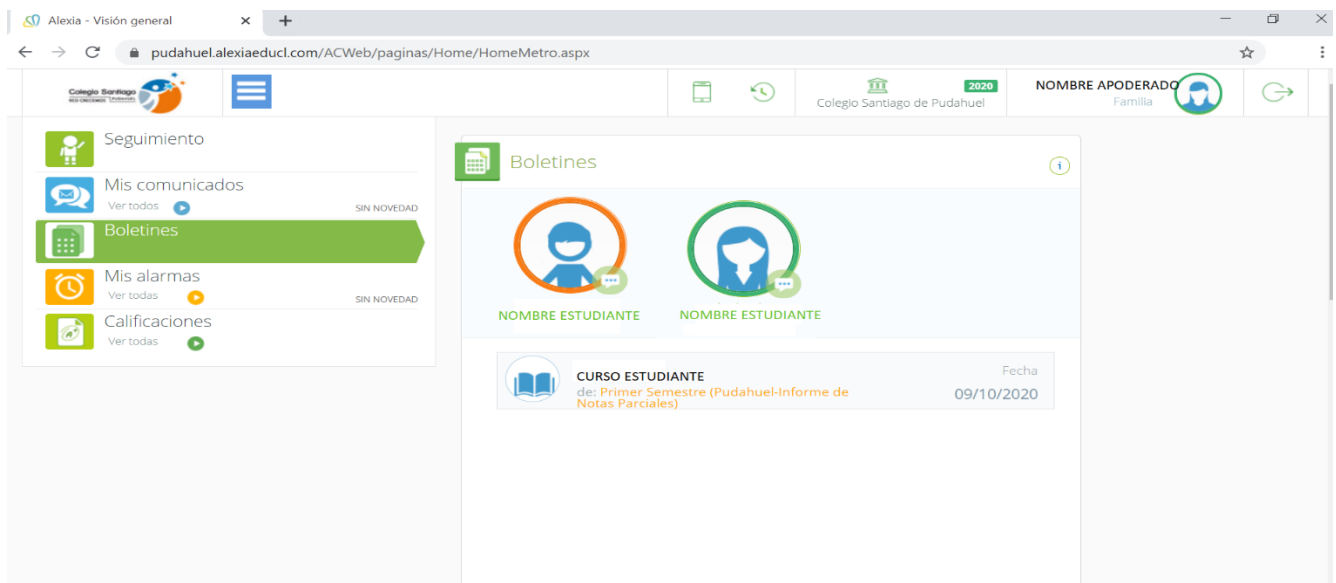 Alexia - Visión general
pudahuel.alexiaeducl.com/ACWeb/paginas/Home/HomeMetro.aspx
Colegio Santiago
2020
Colegio Santiago de Pudahuel
NOMBRE APODERADO
Familia
Seguimiento
Mis comunicados
Ver todos
SIN NOVEDAD
Boletines
Mis alarmas
Ver todas
SIN NOVEDAD
Calificaciones
Ver todas
Boletines
i
NOMBRE ESTUDIANTE
NOMBRE ESTUDIANTE
CURSO ESTUDIANTE
de: Primer Semestre (Pudahuel-Informe de
Notas Parciales)
Fecha
09/10/2020